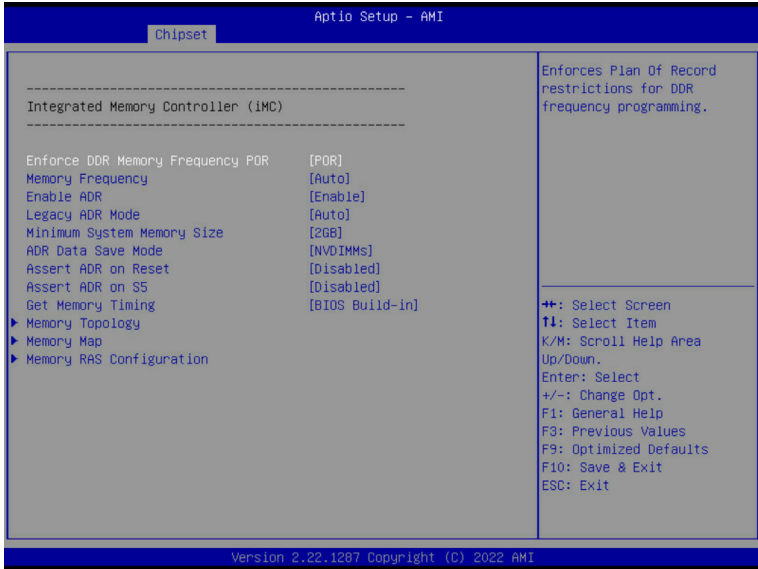 Aptio Setup – AMI
Chipset
----------------------------------------------------
Integrated Memory Controller (iMC)
----------------------------------------------------
Enforce DDR Memory Frequency POR [POR]
Memory Frequency [Auto]
Enable ADR [Enable]
Legacy ADR Mode [Auto]
Minimum System Memory Size [2GB]
ADR Data Save Mode [NVDIMMs]
Assert ADR on Reset [Disabled]
Assert ADR on S5 [Disabled]
Get Memory Timing [BIOS Build-in]
Memory Topology
Memory Map
Memory RAS Configuration
Enforces Plan Of Record
restrictions for DDR
frequency programming.
→←: Select Screen
↑↓: Select Item
K/M: Scroll Help Area
Up/Down.
Enter: Select
+/-: Change Opt.
F1: General Help
F3: Previous Values
F9: Optimized Defaults
F10: Save & Exit
ESC: Exit
Version 2.22.1287 Copyright (C) 2022 AMI